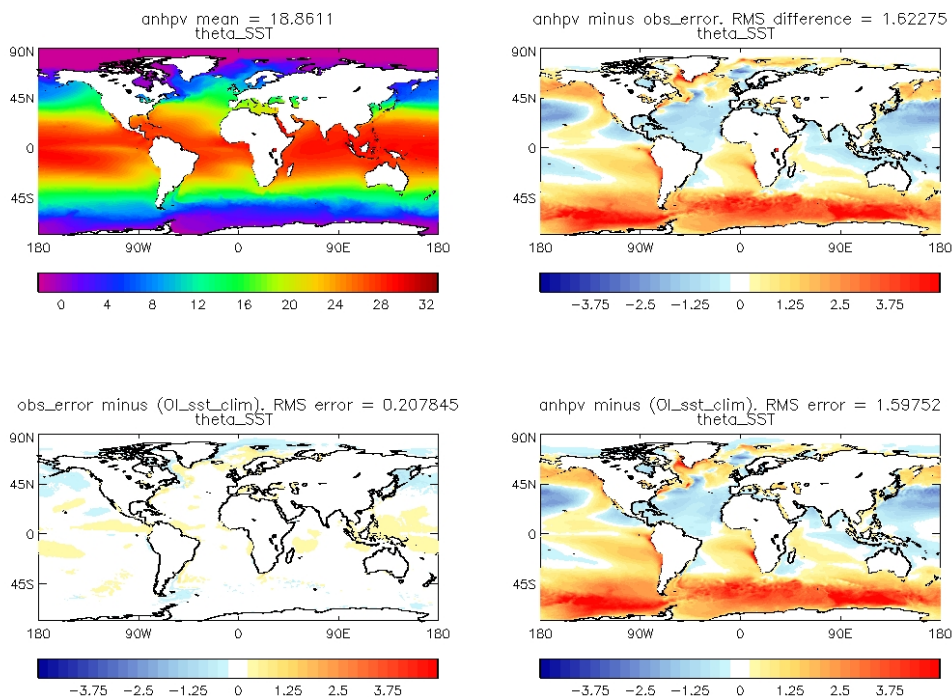 anhpv mean = 18.8611
theta_SST
90N
45N
0
45S
180 90W 0 90E 180
0 4 8 12 16 20 24 28 32
anhpv minus obs_error. RMS difference = 1.62275
theta_SST
90N
45N
0
45S
180 90W 0 90E 180
-3.75 -2.5 -1.25 0 1.25 2.5 3.75
obs_error minus (OI_sst_clim). RMS error = 0.207845
theta_SST
90N
45N
0
45S
180 90W 0 90E 180
-3.75 -2.5 -1.25 0 1.25 2.5 3.75
anhpv minus (OI_sst_clim). RMS error = 1.59752
theta_SST
90N
45N
0
45S
180 90W 0 90E 180
-3.75 -2.5 -1.25 0 1.25 2.5 3.75